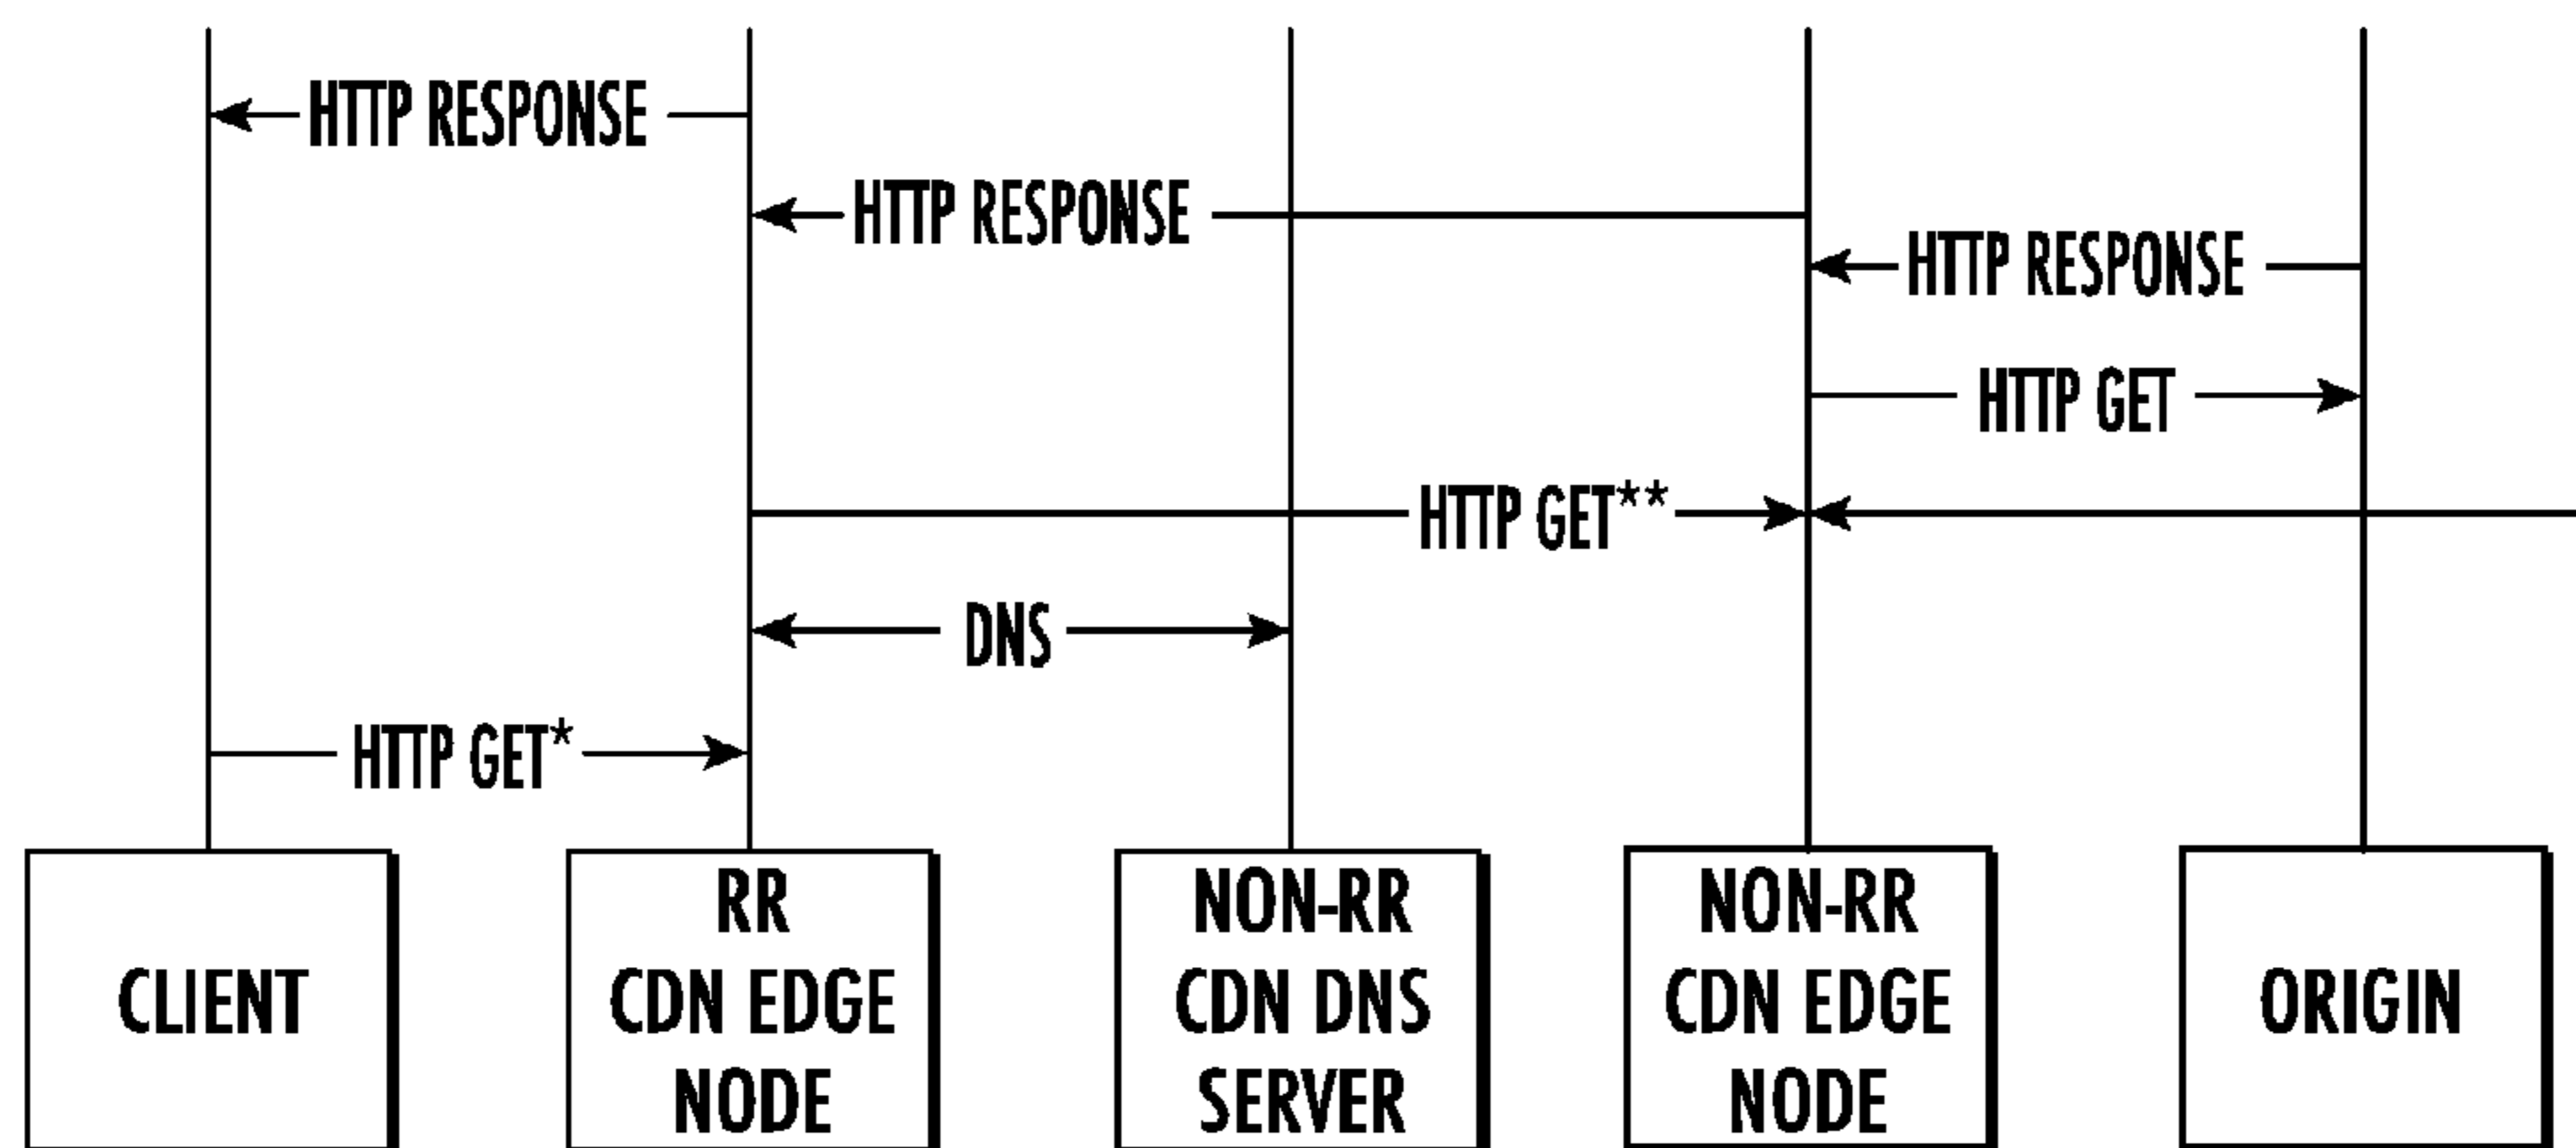 HTTP RESPONSE
HTTP RESPONSE
HTTP RESPONSE
HTTP GET
HTTP GET**
DNS
HTTP GET*
CLIENT
RR
CDN EDGE
NODE
NON-RR
CDN DNS
SERVER
NON-RR
CDN EDGE
NODE
ORIGIN